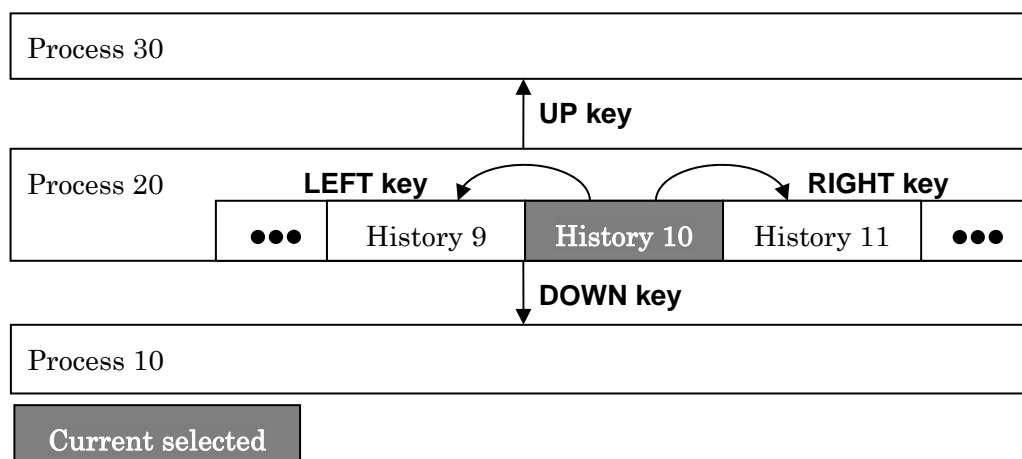 Process 30
UP key
Process 20
LEFT key
RIGHT key
●●● History 9 History 10 History 11 ●●●
DOWN key
Process 10
Current selected